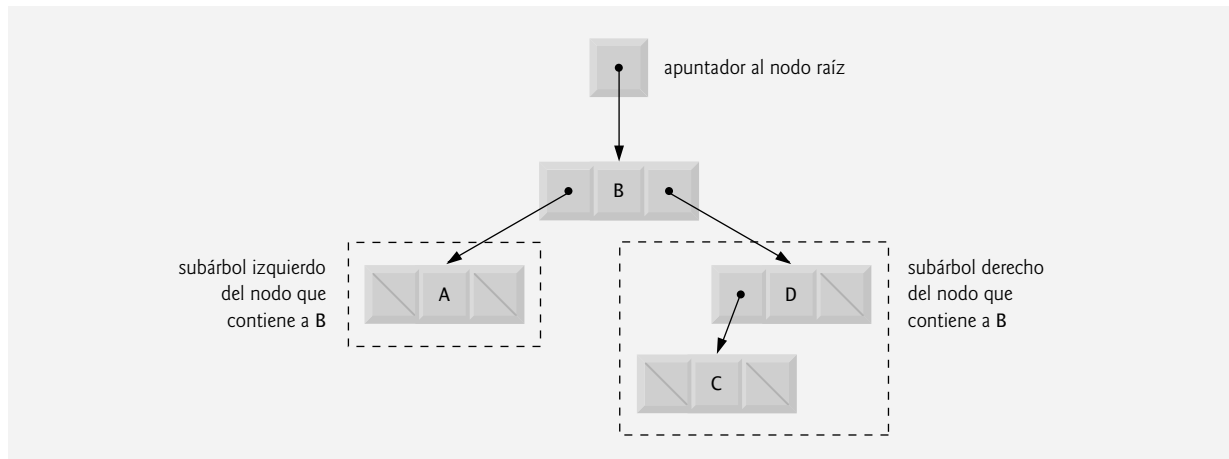 apuntador al nodo raíz
B
subárbol izquierdo
del nodo que
contiene a B
A
D
subárbol derecho
del nodo que
contiene a B
C